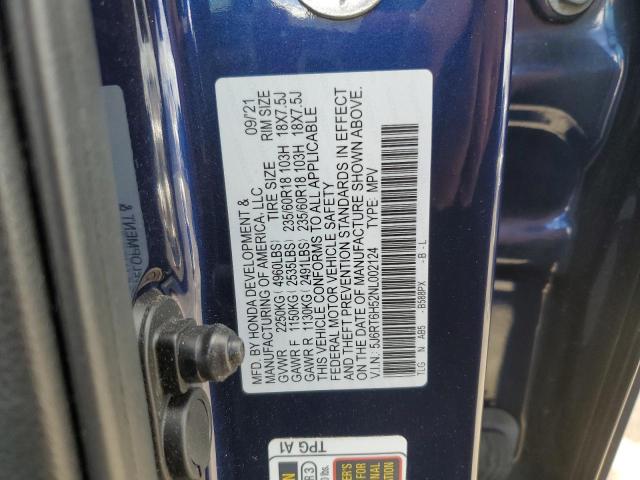 MFD. BY HONDA DEVELOPMENT & 09/'21
MANUFACTURING OF AMERICA, LLC
TIRE SIZE RIM SIZE
GVWR 2250KG( 4960LBS)
GAWR F 1150KG( 2535LBS) 235/60R18 103H 18X7.5J
GAWR R 1130KG( 2491LBS) 235/60R18 103H 18X7.5J
THIS VEHICLE CONFORMS TO ALL APPLICABLE
FEDERAL MOTOR VEHICLE SAFETY
AND THEFT PREVENTION STANDARDS IN EFFECT
ON THE DATE OF MANUFACTURE SHOWN ABOVE.
V.I.N: 5J6RT6H52NL002124 TYPE: MPV
TLG N AB5 -B588PX -B-L
TPG A1